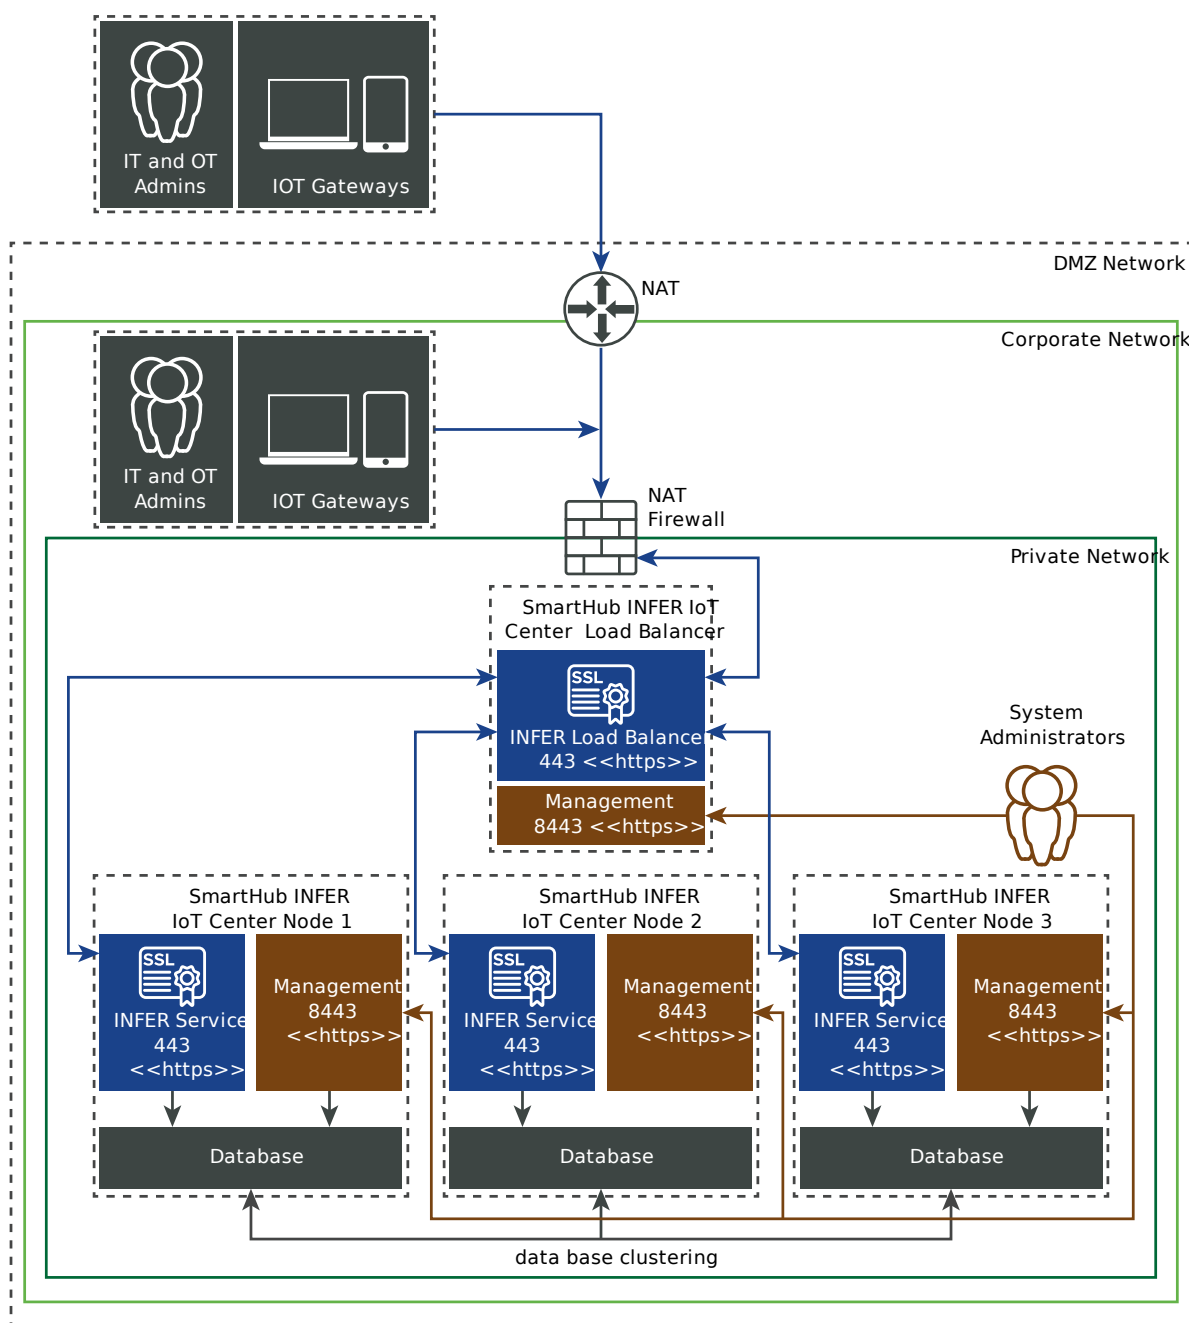 IT and OT
Admins
IOT Gateways
DMZ Network
NAT
Corporate Network
IT and OT
Admins
IOT Gateways
NAT
Firewall
Private Network
SmartHub INFER IoT
Center Load Balancer
SSL
INFER Load Balancer
443 <<https>>
Management
8443 <<https>>
System
Administrators
SmartHub INFER
IoT Center Node 1
SSL
INFER Service
443
<<https>>
Management
8443
<<https>>
Database
SmartHub INFER
IoT Center Node 2
SSL
INFER Service
443
<<https>>
Management
8443
<<https>>
Database
SmartHub INFER
IoT Center Node 3
SSL
INFER Service
443
<<https>>
Management
8443
<<https>>
Database
data base clustering